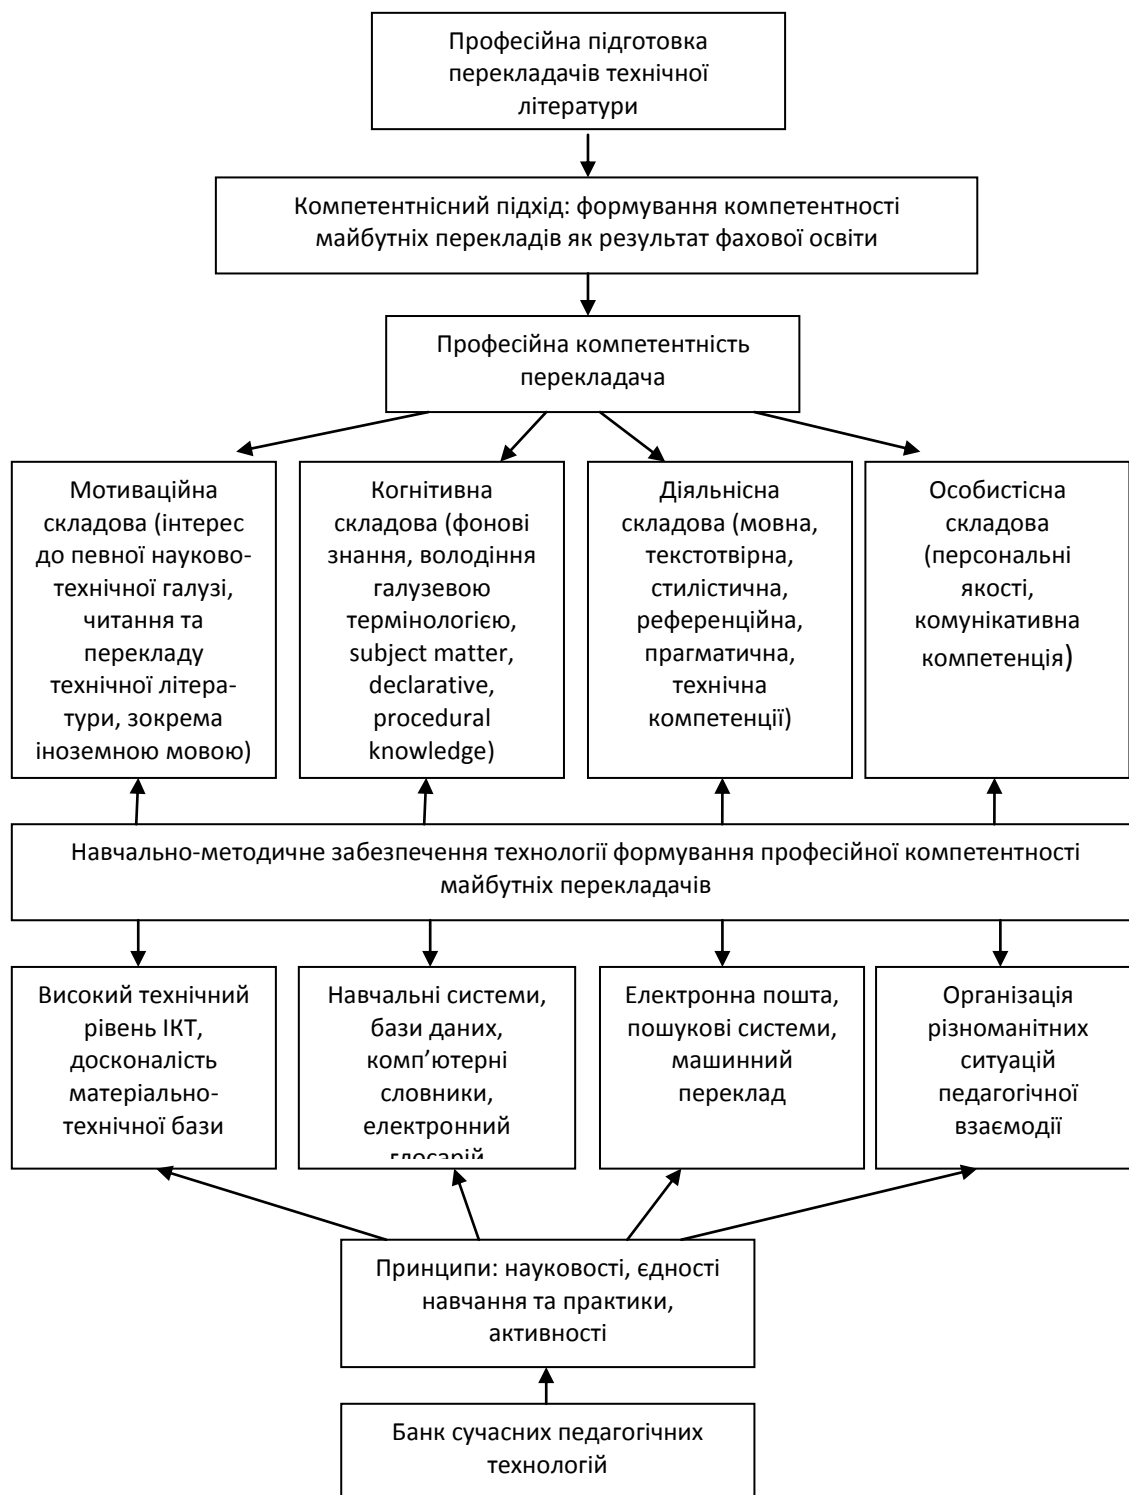 Професійна підготовка
перекладачів технічної
літератури
Компетентнісний підхід: формування компетентності
майбутніх перекладів як результат фахової освіти
Професійна компетентність
перекладача
Мотиваційна
складова (інтерес
до певної науково-
технічної галузі,
читання та
перекладу
технічної літера-
тури, зокрема
іноземною мовою)
Когнітивна
складова (фонові
знання, володіння
галузевою
термінологією,
subject matter,
declarative,
procedural
knowledge)
Діяльнісна
складова (мовна,
текстотвірна,
стилістична,
референційна,
прагматична,
технічна
компетенції)
Особистісна
складова
(персональні
якості,
комунікативна
компетенція)
Навчально-методичне забезпечення технології формування професійної компетентності
майбутніх перекладачів
Високий технічний
рівень ІКТ,
досконалість
матеріально-
технічної бази
Навчальні системи,
бази даних,
комп’ютерні
словники,
електронний
глосарій
Електронна пошта,
пошукові системи,
машинний
переклад
Організація
різноманітних
ситуацій
педагогічної
взаємодії
Принципи: науковості, єдності
навчання та практики,
активності
Банк сучасних педагогічних
технологій